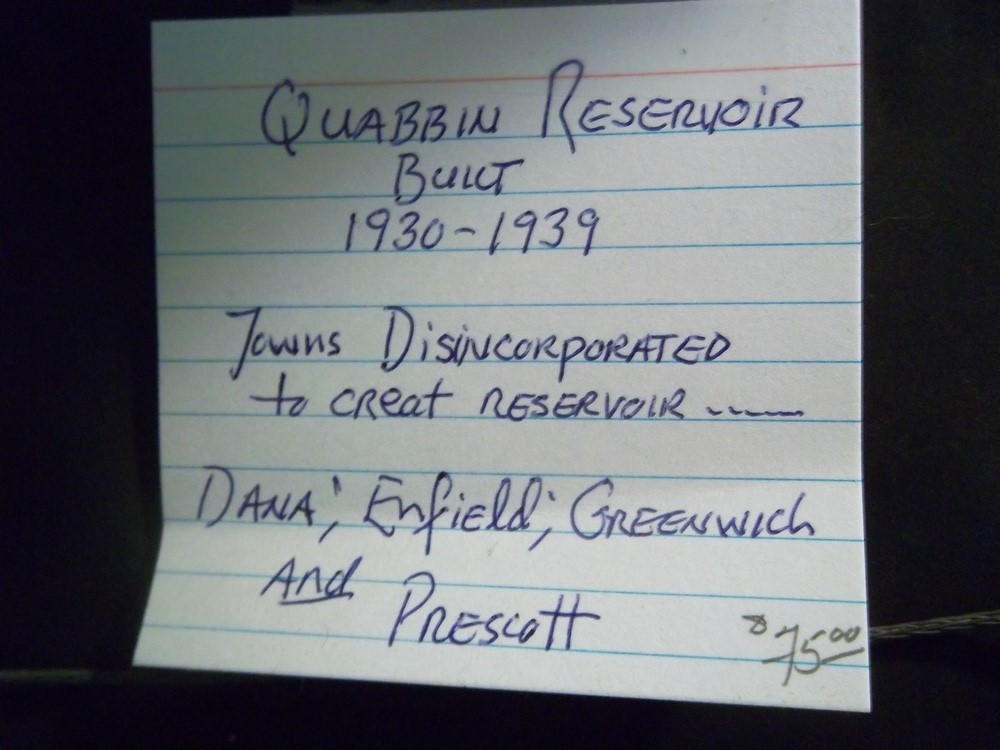 QUABBIN RESERVOIR
BUILT
1930-1939
Towns DISINCORPORATED
to creat RESERVOIR ......
DANA; Enfield; GREENWICh
And
PRESCOtt
$75.00